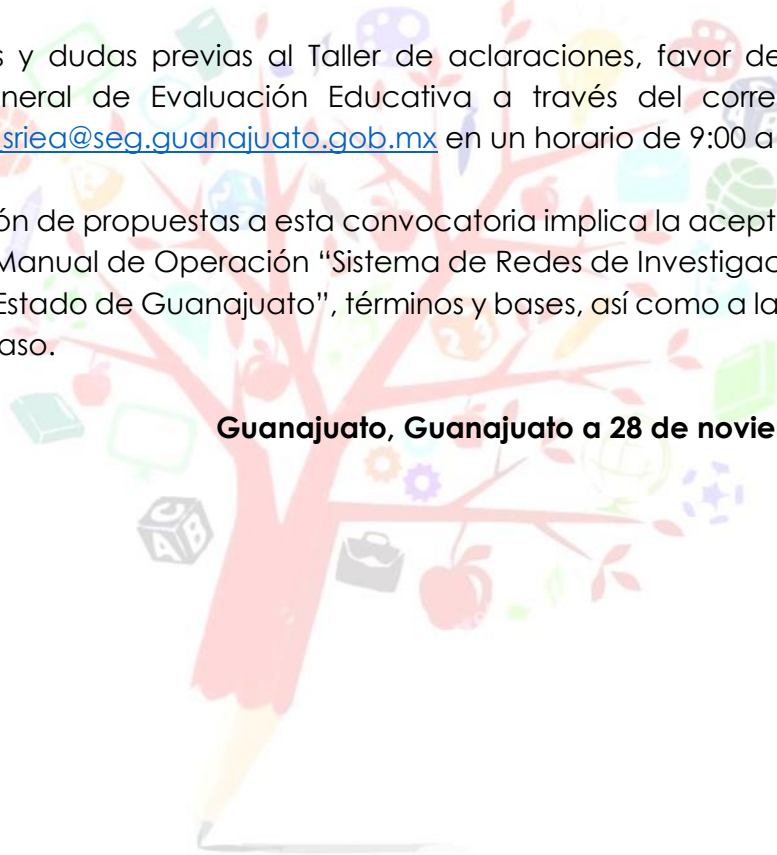 s y dudas previas al Taller de aclaraciones, favor de
neral de Evaluación Educativa a través del corre
sriea@seg.guanajuato.gob.mx en un horario de 9:00 a
ón de propuestas a esta convocatoria implica la acept
Manual de Operación “Sistema de Redes de Investigac
Estado de Guanajuato”, términos y bases, así como a la
aso.
Guanajuato, Guanajuato a 28 de novie